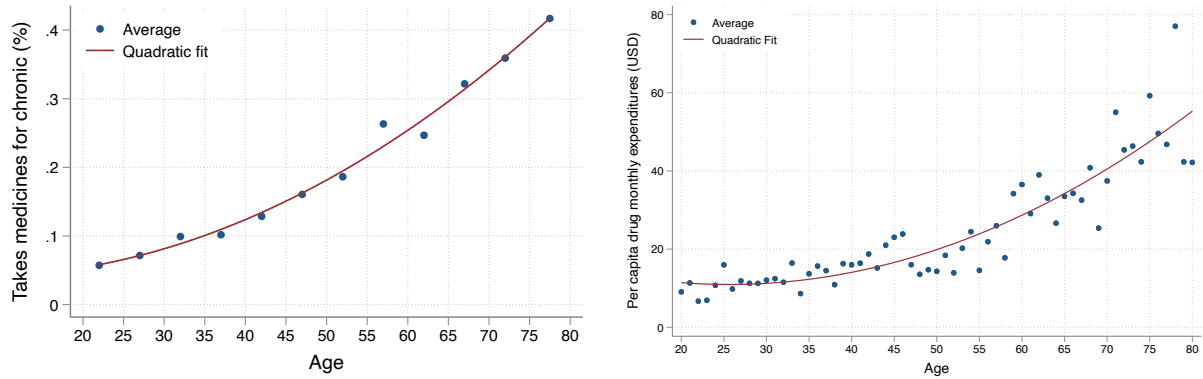 Takes medicines for chronic (%)
.4
.3
.2
.1
0
Average
Quadratic fit
20 25 30 35 40 45 50 55 60 65 70 75 80
Age
Per capita drug monthly expenditures (USD)
80
60
40
20
0
Average
Quadratic Fit
20 25 30 35 40 45 50 55 60 65 70 75 80
Age